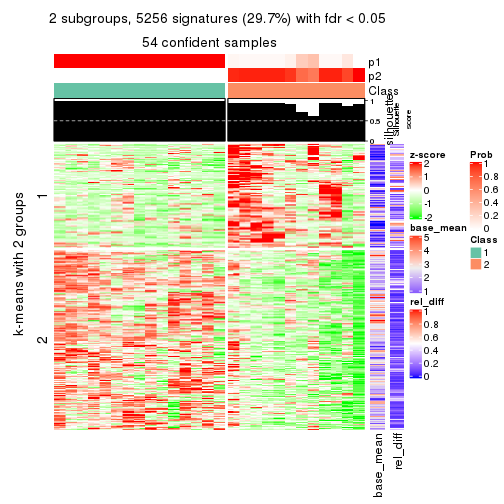 2 subgroups, 5256 signatures (29.7%) with fdr < 0.05
54 confident samples
p1
p2
Class
1
0.5
0
silhouette
Silhouette
score
k-means with 2 groups
1
2
base_mean
rel_diff
z-score
2
1
0
-1
-2
base_mean
5
4
3
2
1
rel_diff
1
0.8
0.6
0.4
0.2
0
Prob
1
0.8
0.6
0.4
0.2
0
Class
1
2